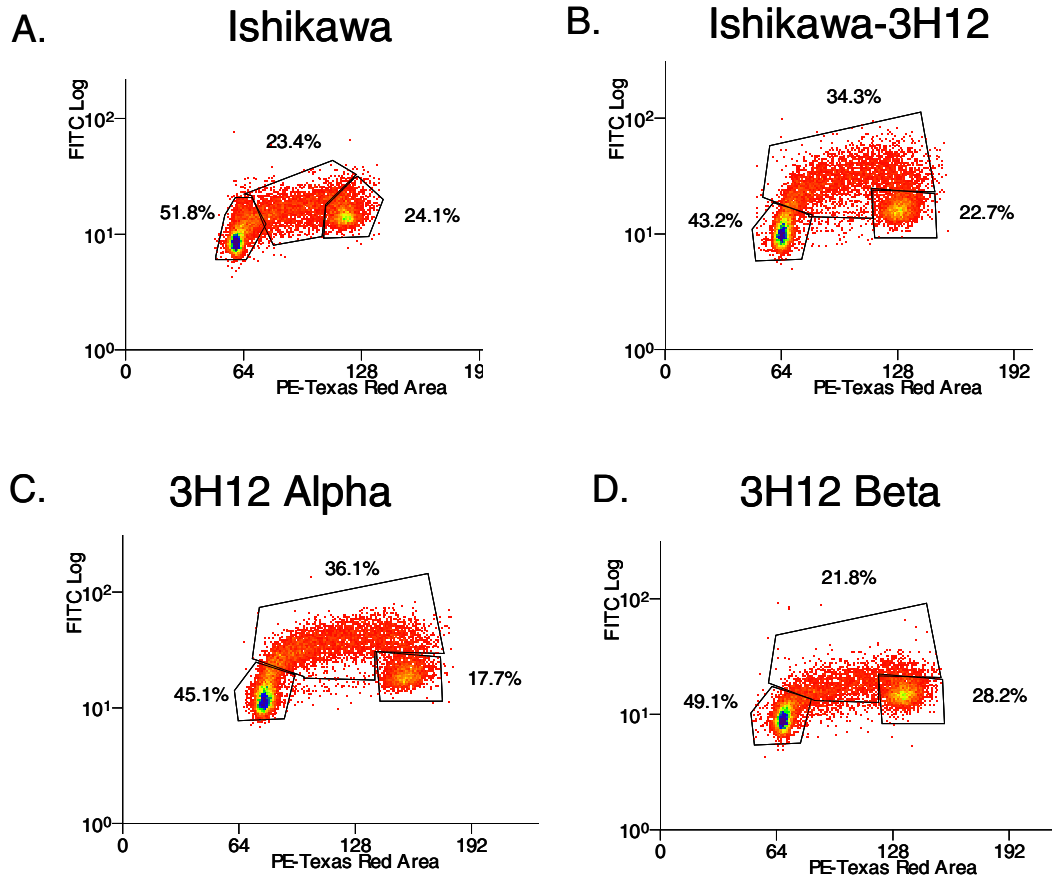 A.
Ishikawa
FITC Log
10²
10¹
10⁰
23.4%
51.8%
24.1%
0
64
128
19
PE-Texas Red Area
B.
Ishikawa-3H12
FITC Log
10²
10¹
10⁰
34.3%
43.2%
22.7%
0
64
128
192
PE-Texas Red Area
C.
3H12 Alpha
FITC Log
10²
10¹
10⁰
36.1%
45.1%
17.7%
0
64
128
192
PE-Texas Red Area
D.
3H12 Beta
FITC Log
10²
10¹
10⁰
21.8%
49.1%
28.2%
0
64
128
192
PE-Texas Red Area